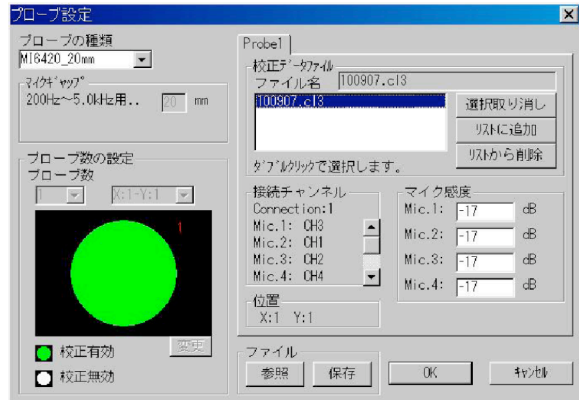 プローブ設定
プローブの種類
MI6420_20mm
マイクギャップ
200Hz～5.0kHz用.. 20 mm
プローブ数の設定
プローブ数
1 X:1-Y:1
1
校正有効
変更
校正無効
Probe1
校正データファイル
ファイル名 100907.cl3
100907.cl3
選択取り消し
リストに追加
リストから削除
ダブルクリックで選択します。
接続チャンネル
Connection:1
Mic.1: CH3
Mic.2: CH1
Mic.3: CH2
Mic.4: CH4
マイク感度
Mic.1: -17 dB
Mic.2: -17 dB
Mic.3: -17 dB
Mic.4: -17 dB
位置
X:1 Y:1
ファイル
参照
保存
OK
キャンセル